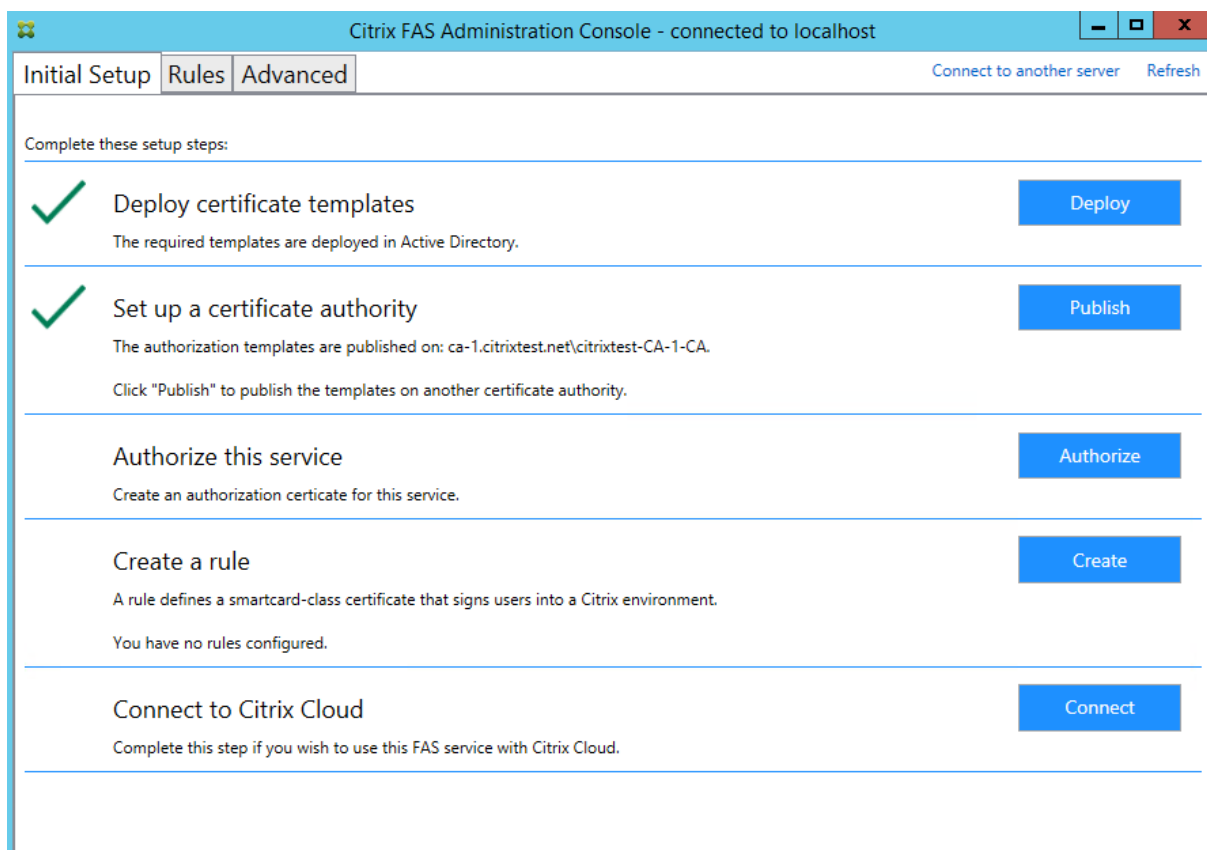 Citrix FAS Administration Console - connected to localhost
Initial Setup Rules Advanced Connect to another server Refresh
Complete these setup steps:
Deploy certificate templates Deploy
The required templates are deployed in Active Directory.
Set up a certificate authority Publish
The authorization templates are published on: ca-1.citrixtest.net\citrixtest-CA-1-CA.
Click "Publish" to publish the templates on another certificate authority.
Authorize this service Authorize
Create an authorization certicate for this service.
Create a rule Create
A rule defines a smartcard-class certificate that signs users into a Citrix environment.
You have no rules configured.
Connect to Citrix Cloud Connect
Complete this step if you wish to use this FAS service with Citrix Cloud.